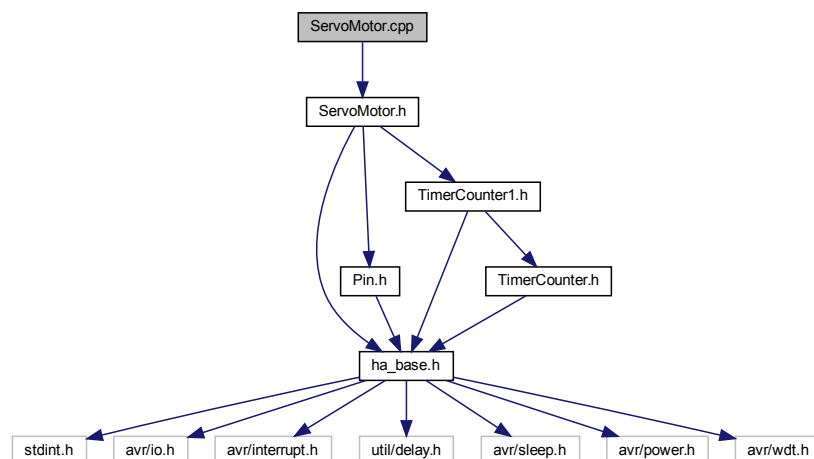 ServoMotor.cpp
ServoMotor.h
TimerCounter1.h
Pin.h
TimerCounter.h
ha_base.h
stdint.h
avr/io.h
avr/interrupt.h
util/delay.h
avr/sleep.h
avr/power.h
avr/wdt.h